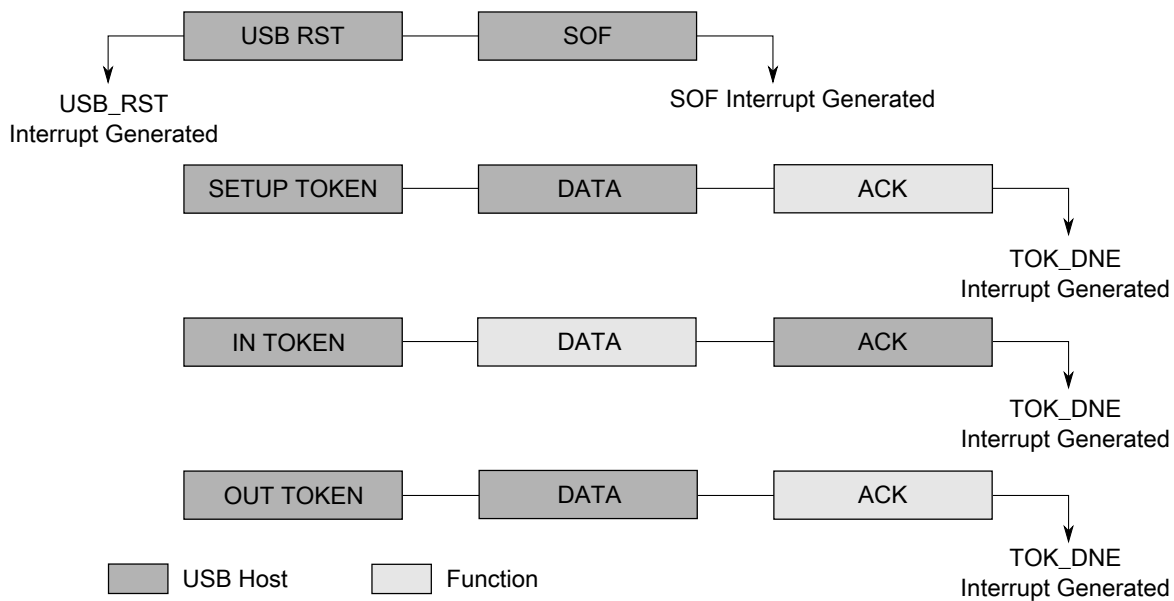 USB RST
SOF
USB_RST
Interrupt Generated
SOF Interrupt Generated
SETUP TOKEN
DATA
ACK
TOK_DNE
Interrupt Generated
IN TOKEN
DATA
ACK
TOK_DNE
Interrupt Generated
OUT TOKEN
DATA
ACK
TOK_DNE
Interrupt Generated
USB Host
Function